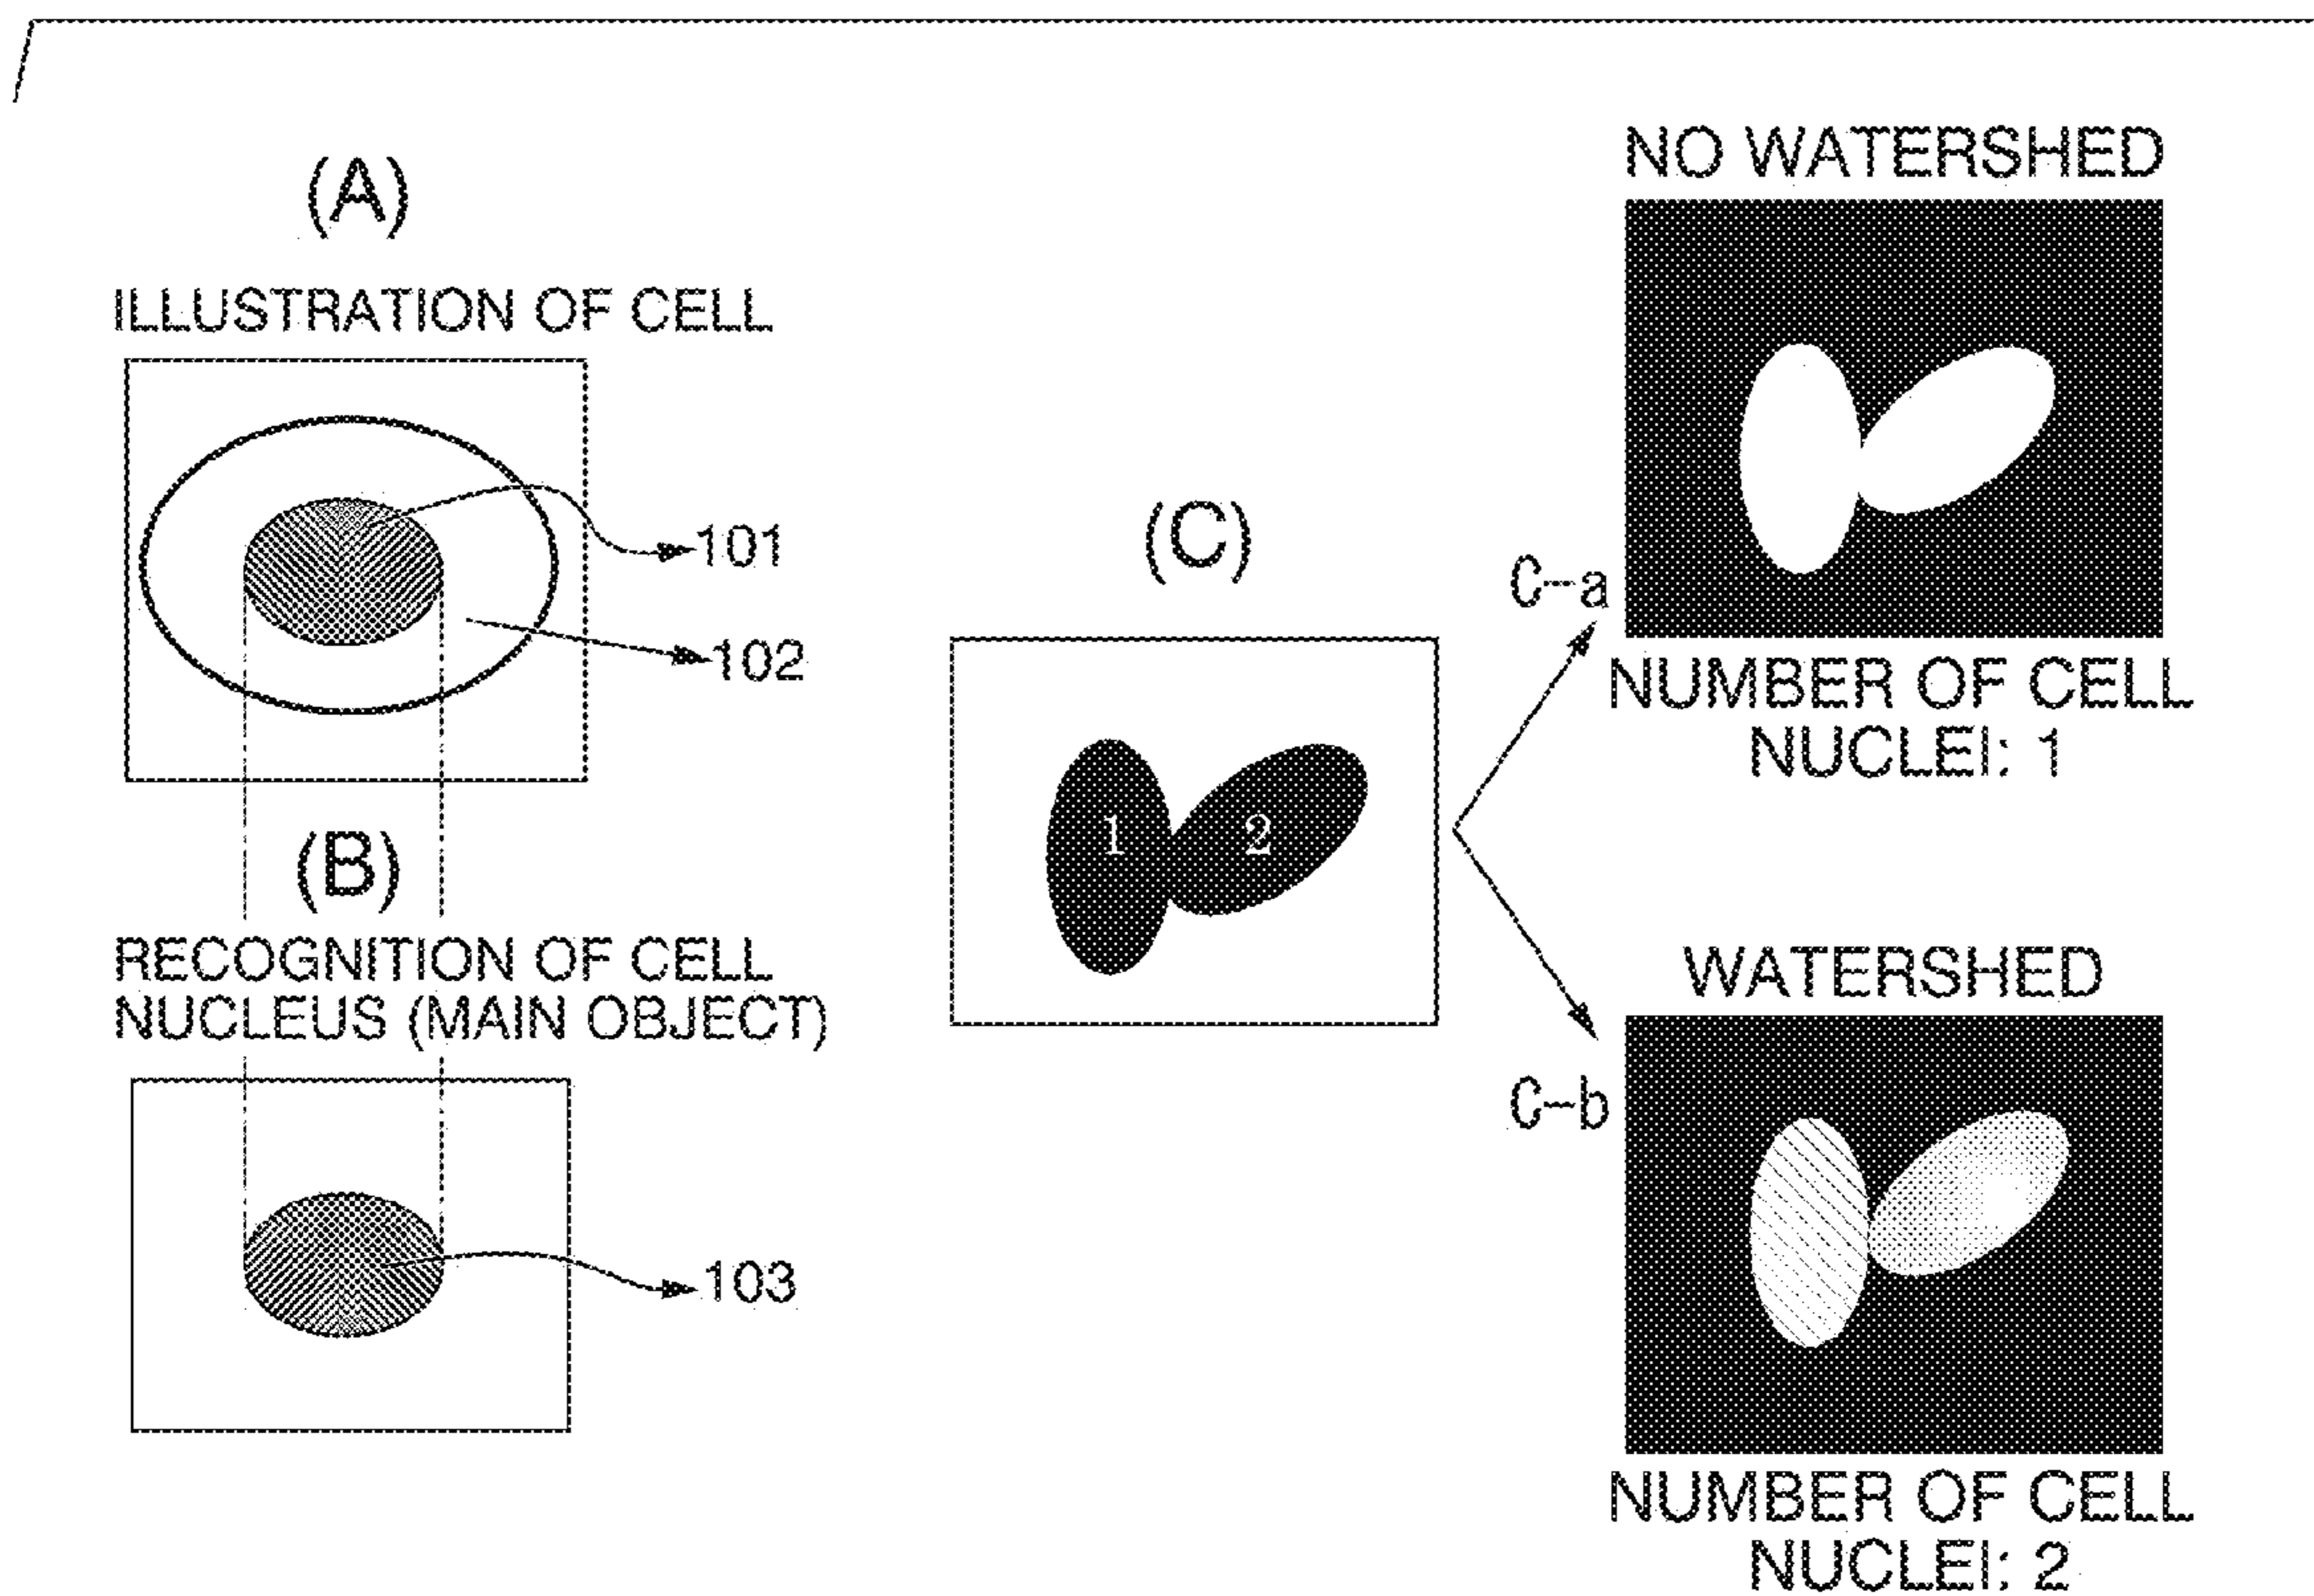 (A)
ILLUSTRATION OF CELL
101
102
(B)
RECOGNITION OF CELL
NUCLEUS (MAIN OBJECT)
103
(C)
1
2
NO WATERSHED
C-a
NUMBER OF CELL
NUCLEI: 1
WATERSHED
C-b
NUMBER OF CELL
NUCLEI: 2